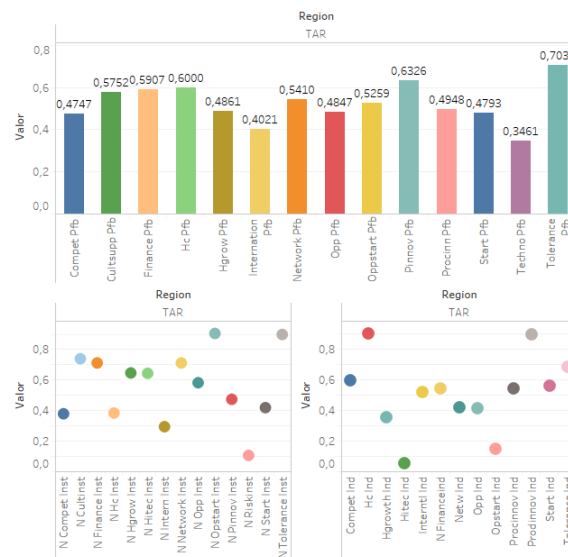 Region
TAR
Valor
0,8
0,6
0,4
0,2
0,0
0,4747
0,5752
0,5907
0,6000
0,4861
0,4021
0,5410
0,4847
0,5259
0,6326
0,4948
0,4793
0,3461
Compet Pfb
Cultsupp Pfb
Finance Pfb
Hc Pfb
Hgrow Pfb
Internation Pfb
Network Pfb
Opp Pfb
Oppstart Pfb
Pinnov Pfb
Procinn Pfb
Start Pfb
Techno Pfb
Tolerance Pfb
Region
TAR
Valor
0,8
0,6
0,4
0,2
0,0
N Compet Inst
N Cultinst
N Finance Inst
N Hc Inst
N Hgrow Inst
N Hitec Inst
N Intern Inst
N Network Inst
N Opp Inst
N Opstart Inst
N Pinnov Inst
N Riskinst
N Start Inst
N Tolerance Inst
Region
TAR
Valor
0,8
0,6
0,4
0,2
0,0
Compet Ind
Hc Ind
Hgrowth Ind
Hitec Ind
Interntl Ind
N Financeind
Netw Ind
Opp Ind
Opstart Ind
Procinnov Ind
Prodinnov Ind
Start Ind